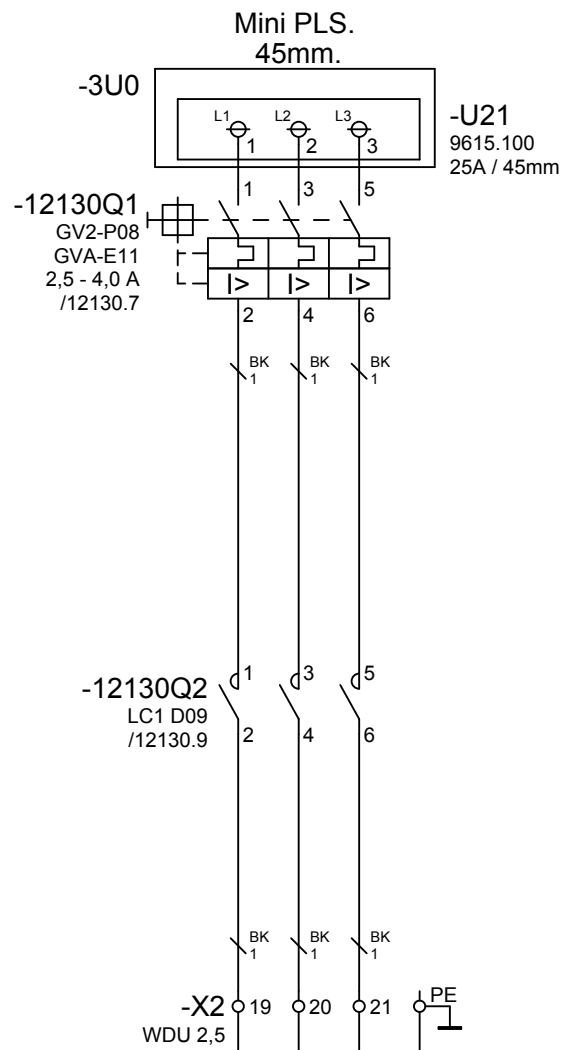 Mini PLS.
45mm.
-3U0
L1 L2 L3
1 2 3
-U21
9615.100
25A / 45mm
1 3 5
-12130Q1
GV2-P08
GVA-E11
2,5 - 4,0 A
/12130.7
I> I> I>
2 4 6
BK BK BK
1 1 1
1 3 5
-12130Q2
LC1 D09
/12130.9
2 4 6
BK BK BK
1 1 1
-X2 19 20 21 PE
WDU 2,5